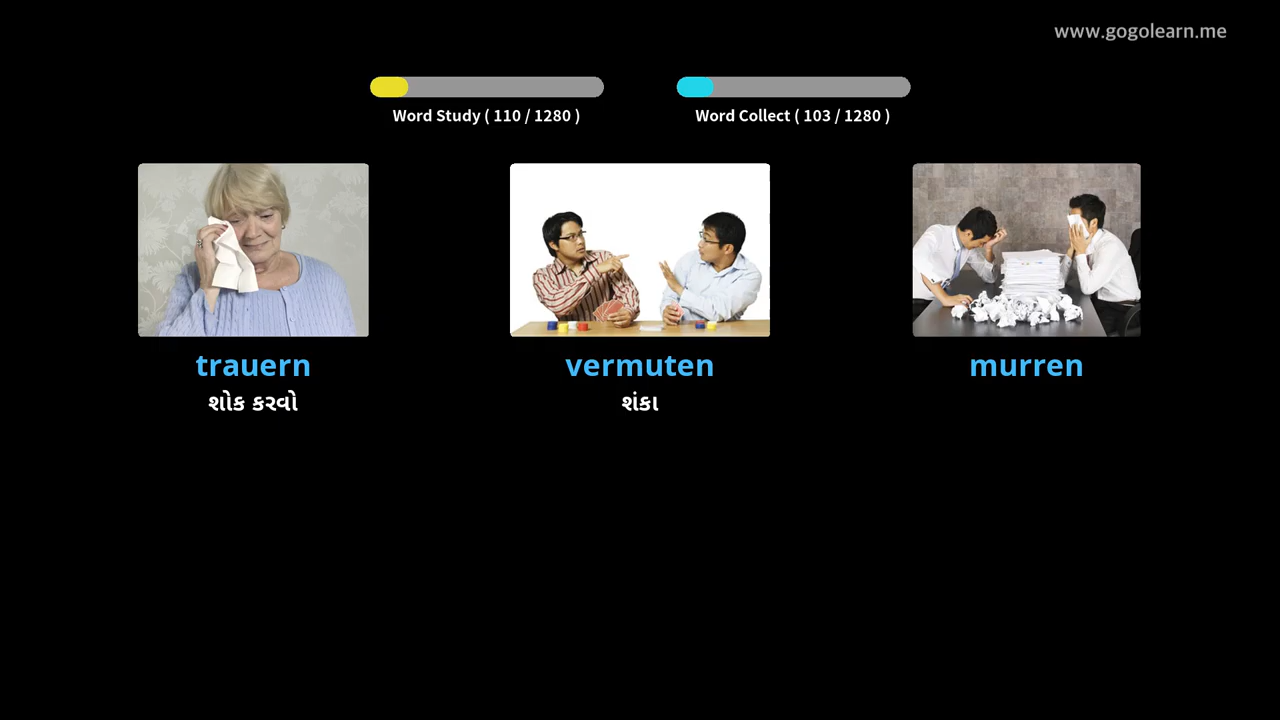 www.gogolearn.me
Word Study ( 110 / 1280 )
Word Collect ( 103 / 1280 )
trauern
vermuten
murren
શોક કરવો
શંકા